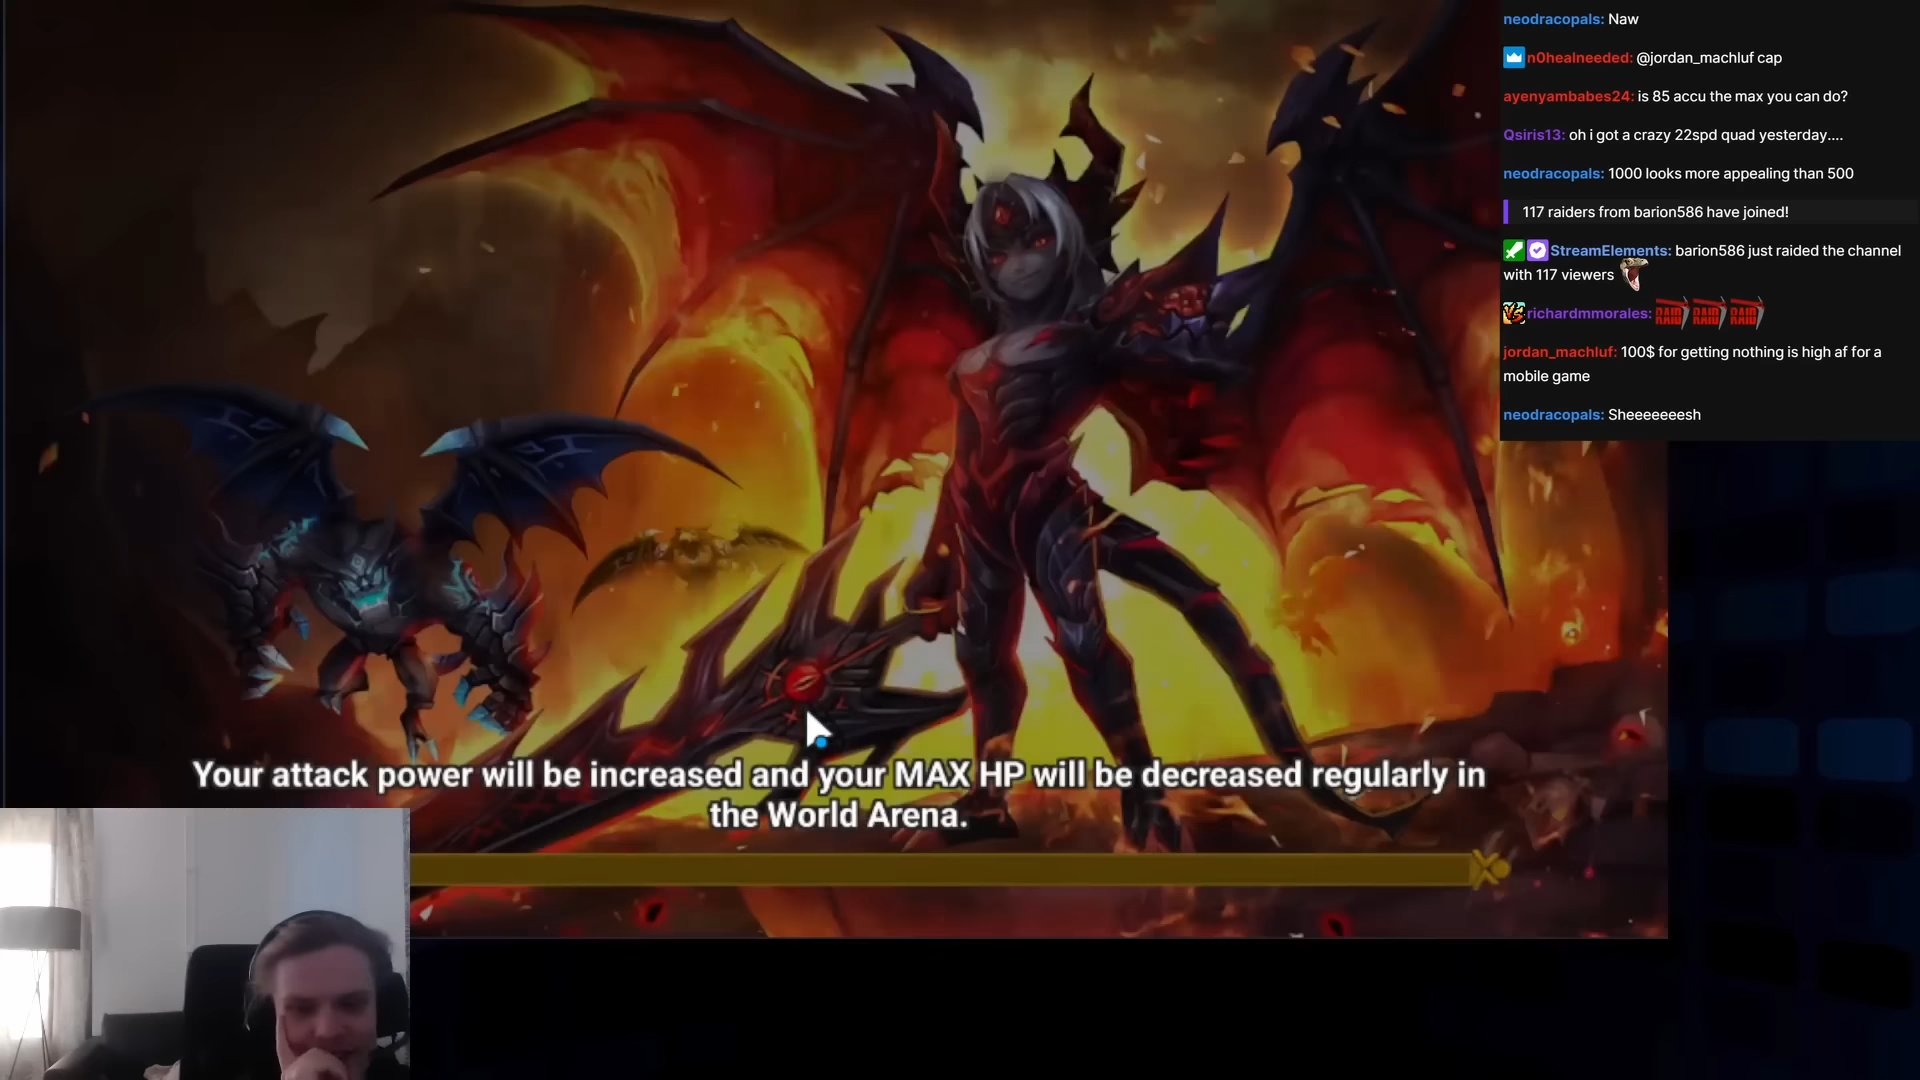 neodracopals: Naw
n0healneeded: @jordan_machluf cap
ayenyambabes24: is 85 accu the max you can do?
Qsiris13: oh i got a crazy 22spd quad yesterday....
neodracopals: 1000 looks more appealing than 500
117 raiders from barion586 have joined!
StreamElements: barion586 just raided the channel
with 117 viewers
richardmmorales: RAID RAID RAID
jordan_machluf: 100$ for getting nothing is high af for a
mobile game
neodracopals: Sheeeeeeesh
Your attack power will be increased and your MAX HP will be decreased regularly in
the World Arena.